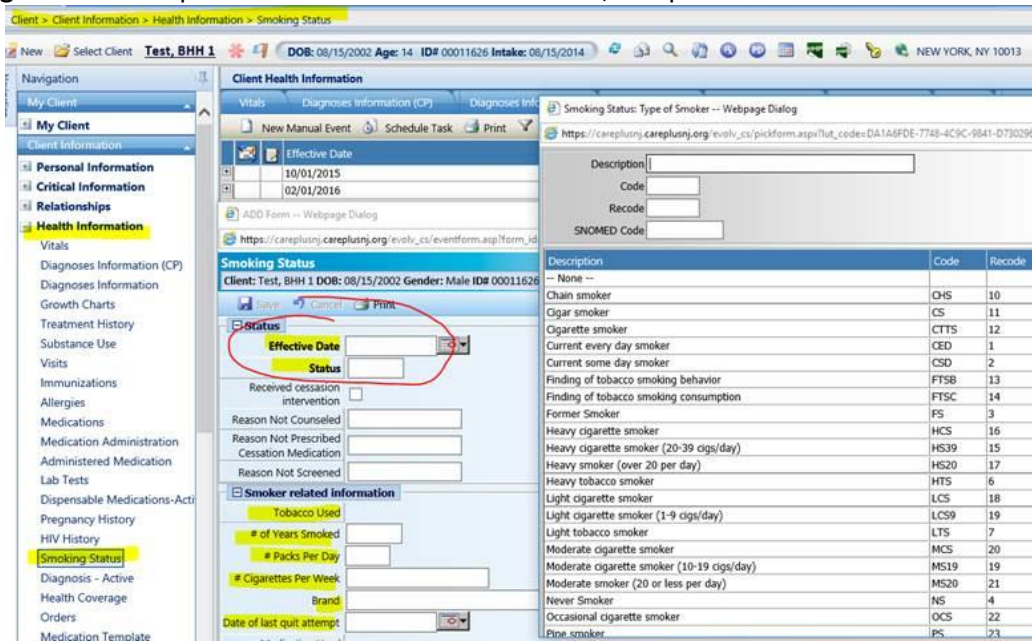 Client > Client Information > Health Information > Smoking Status
New Select Client Test, BHH 1 DOB: 08/15/2002 Age: 14 ID# 00011626 Intake: 08/15/2014 NEW YORK, NY 10013
Navigation
My Client
My Client
Client Information
Personal Information
Critical Information
Relationships
Health Information
Vitals
Diagnoses Information (CP)
Diagnoses Information
Growth Charts
Treatment History
Substance Use
Visits
Immunizations
Allergies
Medications
Medication Administration
Administered Medication
Lab Tests
Dispensable Medications-Acti
Pregnancy History
HIV History
Smoking Status
Diagnosis - Active
Health Coverage
Orders
Medication Template
Client Health Information
Vitals Diagnoses Information (CP) Diagnoses Info
New Manual Event Schedule Task Print
Effective Date
10/01/2015
02/01/2016
ADD Form -- Webpage Dialog
https://careplusnj.careplusnj.org/evolv_cs/eventform.asp?form_id
Smoking Status
Client: Test, BHH 1 DOB: 08/15/2002 Gender: Male ID# 00011626
Save Cancel Print
Status
Effective Date
Status
Received cessasion
intervention
Reason Not Counseled
Reason Not Prescribed
Cessation Medication
Reason Not Screened
Smoker related information
Tobacco Used
# of Years Smoked
# Packs Per Day
# Cigarettes Per Week
Brand
Date of last quit attempt
Smoking Status: Type of Smoker -- Webpage Dialog
Description
Code
Recode
SNOMED Code
Description Code Recode
-- None --
Chain smoker CHS 10
Cigar smoker CS 11
Cigarette smoker CTTS 12
Current every day smoker CED 1
Current some day smoker CSD 2
Finding of tobacco smoking behavior FTSB 13
Finding of tobacco smoking consumption FTSC 14
Former Smoker FS 3
Heavy cigarette smoker HCS 16
Heavy cigarette smoker (20-39 cigs/day) HS39 15
Heavy smoker (over 20 per day) HS20 17
Heavy tobacco smoker HTS 6
Light cigarette smoker LCS 18
Light cigarette smoker (1-9 cigs/day) LCS9 19
Light tobacco smoker LTS 7
Moderate cigarette smoker MCS 20
Moderate cigarette smoker (10-19 cigs/day) MS19 19
Moderate smoker (20 or less per day) MS20 21
Never Smoker NS 4
Occasional cigarette smoker OCS 22
Pipe smoker PS 23